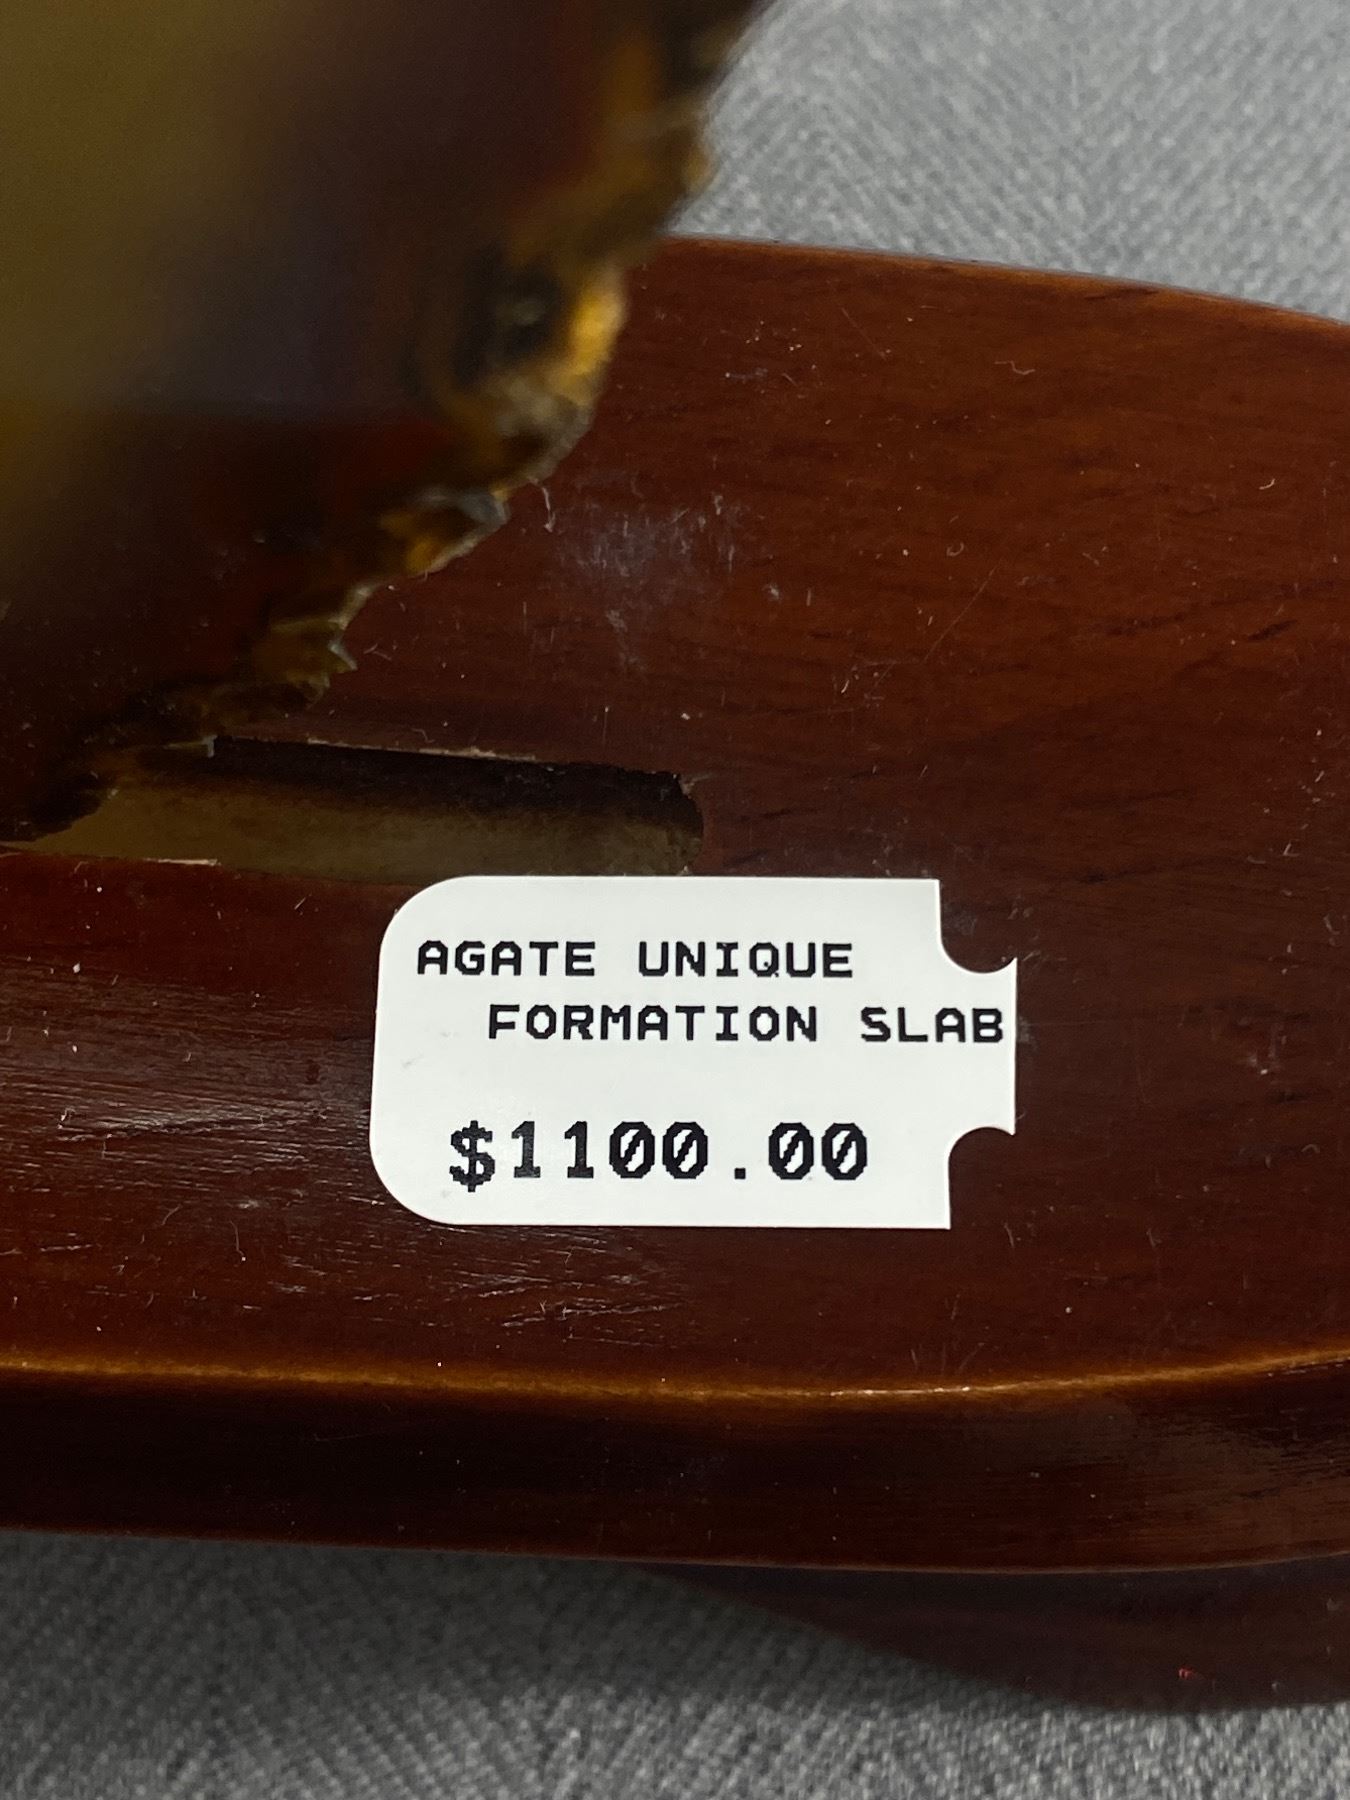 AGATE UNIQUE
FORMATION SLAB
$1100.00